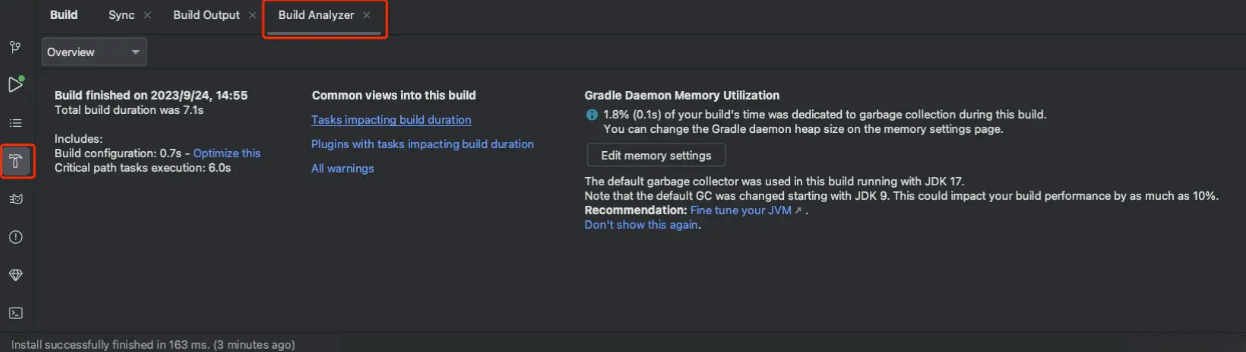 Build
Sync
Build Output
Build Analyzer
Overview
Build finished on 2023/9/24, 14:55
Total build duration was 7.1s
Includes:
Build configuration: 0.7s - Optimize this
Critical path tasks execution: 6.0s
Common views into this build
Tasks impacting build duration
Plugins with tasks impacting build duration
All warnings
Gradle Daemon Memory Utilization
1.8% (0.1s) of your build's time was dedicated to garbage collection during this build.
You can change the Gradle daemon heap size on the memory settings page.
Edit memory settings
The default garbage collector was used in this build running with JDK 17.
Note that the default GC was changed starting with JDK 9. This could impact your build performance by as much as 10%.
Recommendation: Fine tune your JVM ↗ .
Don't show this again.
Install successfully finished in 163 ms. (3 minutes ago)